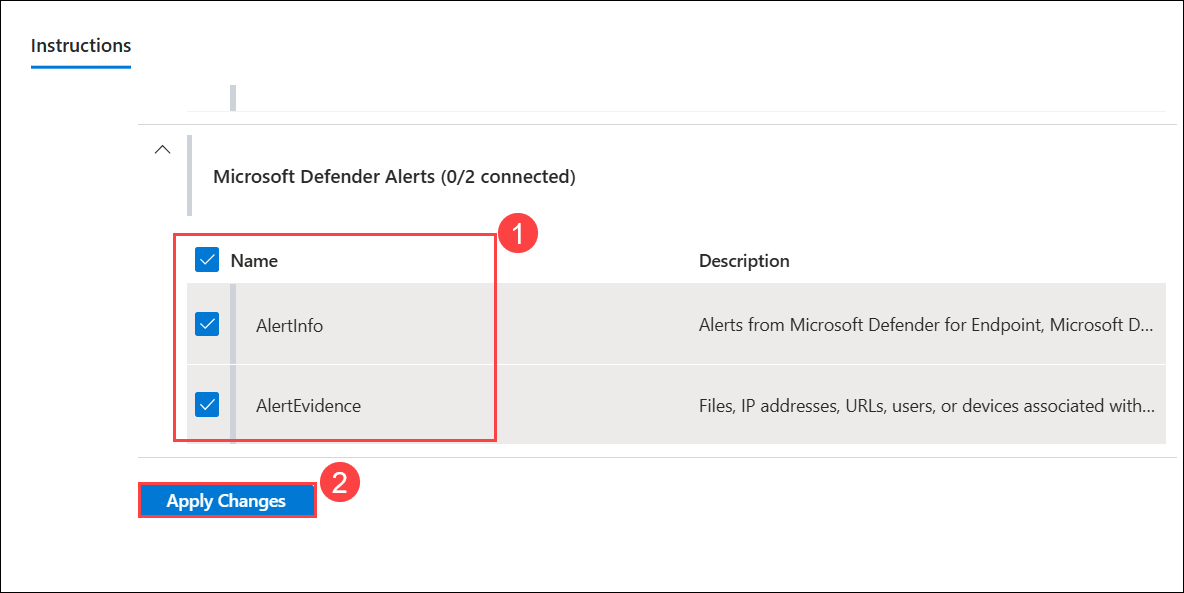 Instructions
Microsoft Defender Alerts (0/2 connected)
1
Name Description
AlertInfo Alerts from Microsoft Defender for Endpoint, Microsoft D...
AlertEvidence Files, IP addresses, URLs, users, or devices associated with...
2
Apply Changes